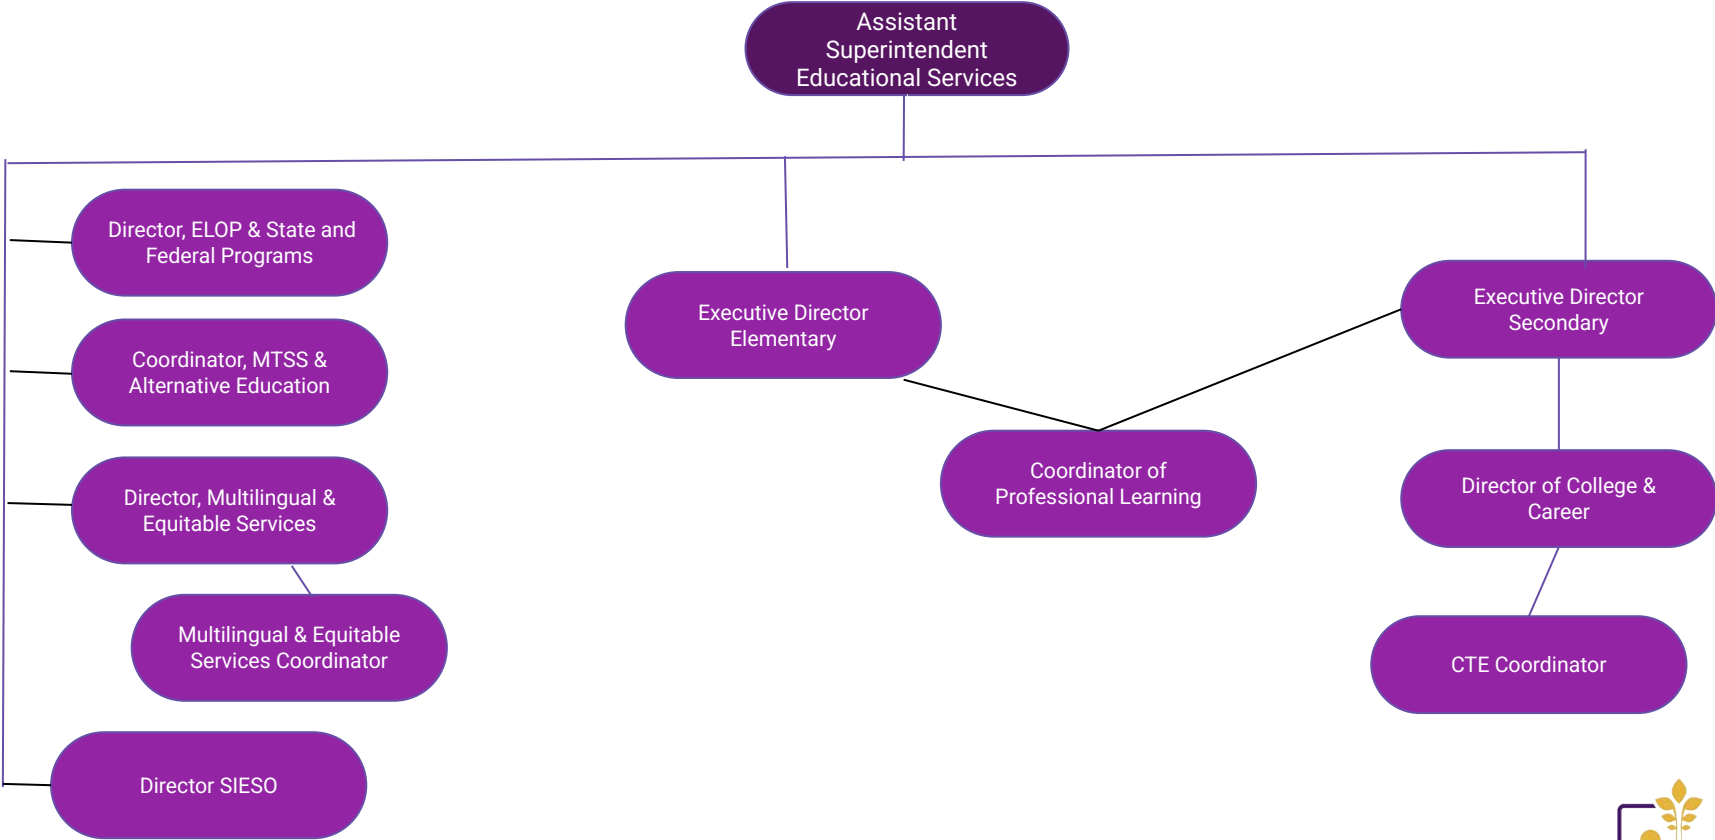 Assistant
Superintendent
Educational Services
Director, ELOP & State and
Federal Programs
Coordinator, MTSS &
Alternative Education
Director, Multilingual &
Equitable Services
Multilingual & Equitable
Services Coordinator
Director SIESO
Executive Director
Elementary
Coordinator of
Professional Learning
Executive Director
Secondary
Director of College &
Career
CTE Coordinator